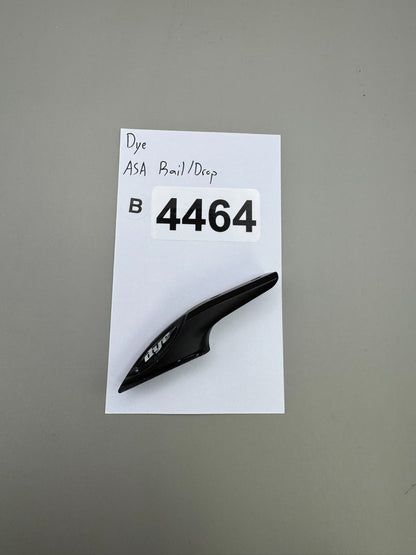 Dye
ASA Rail/Drop
B 4464
dye